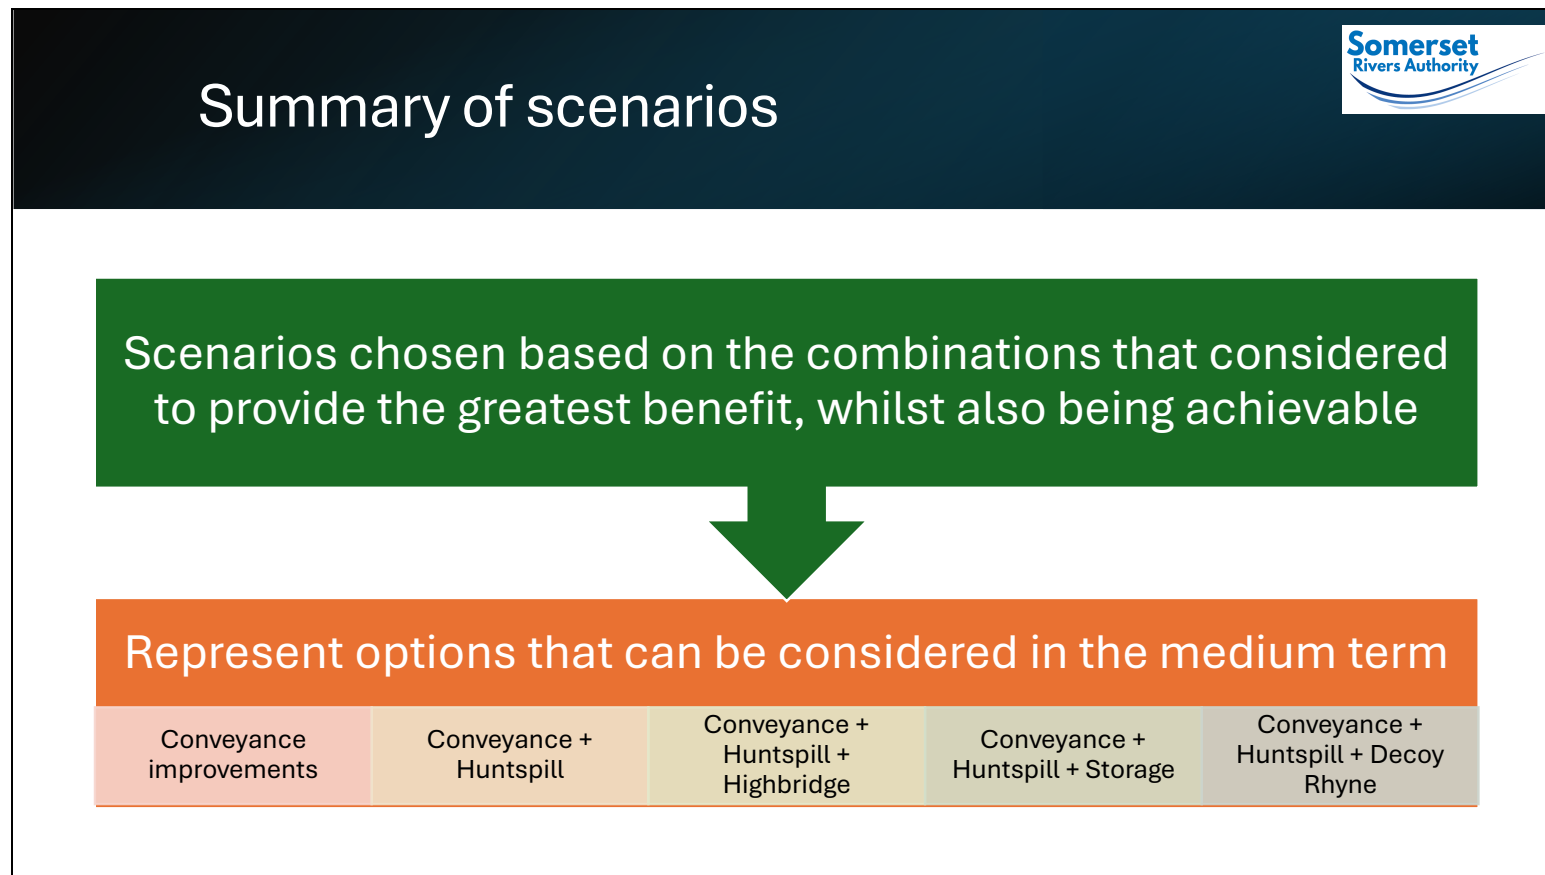 Summary of scenarios
Somerset
Rivers Authority
Scenarios chosen based on the combinations that considered
to provide the greatest benefit, whilst also being achievable
Represent options that can be considered in the medium term
Conveyance
improvements
Conveyance +
Huntspill
Conveyance +
Huntspill +
Highbridge
Conveyance +
Huntspill + Storage
Conveyance +
Huntspill + Decoy
Rhyne